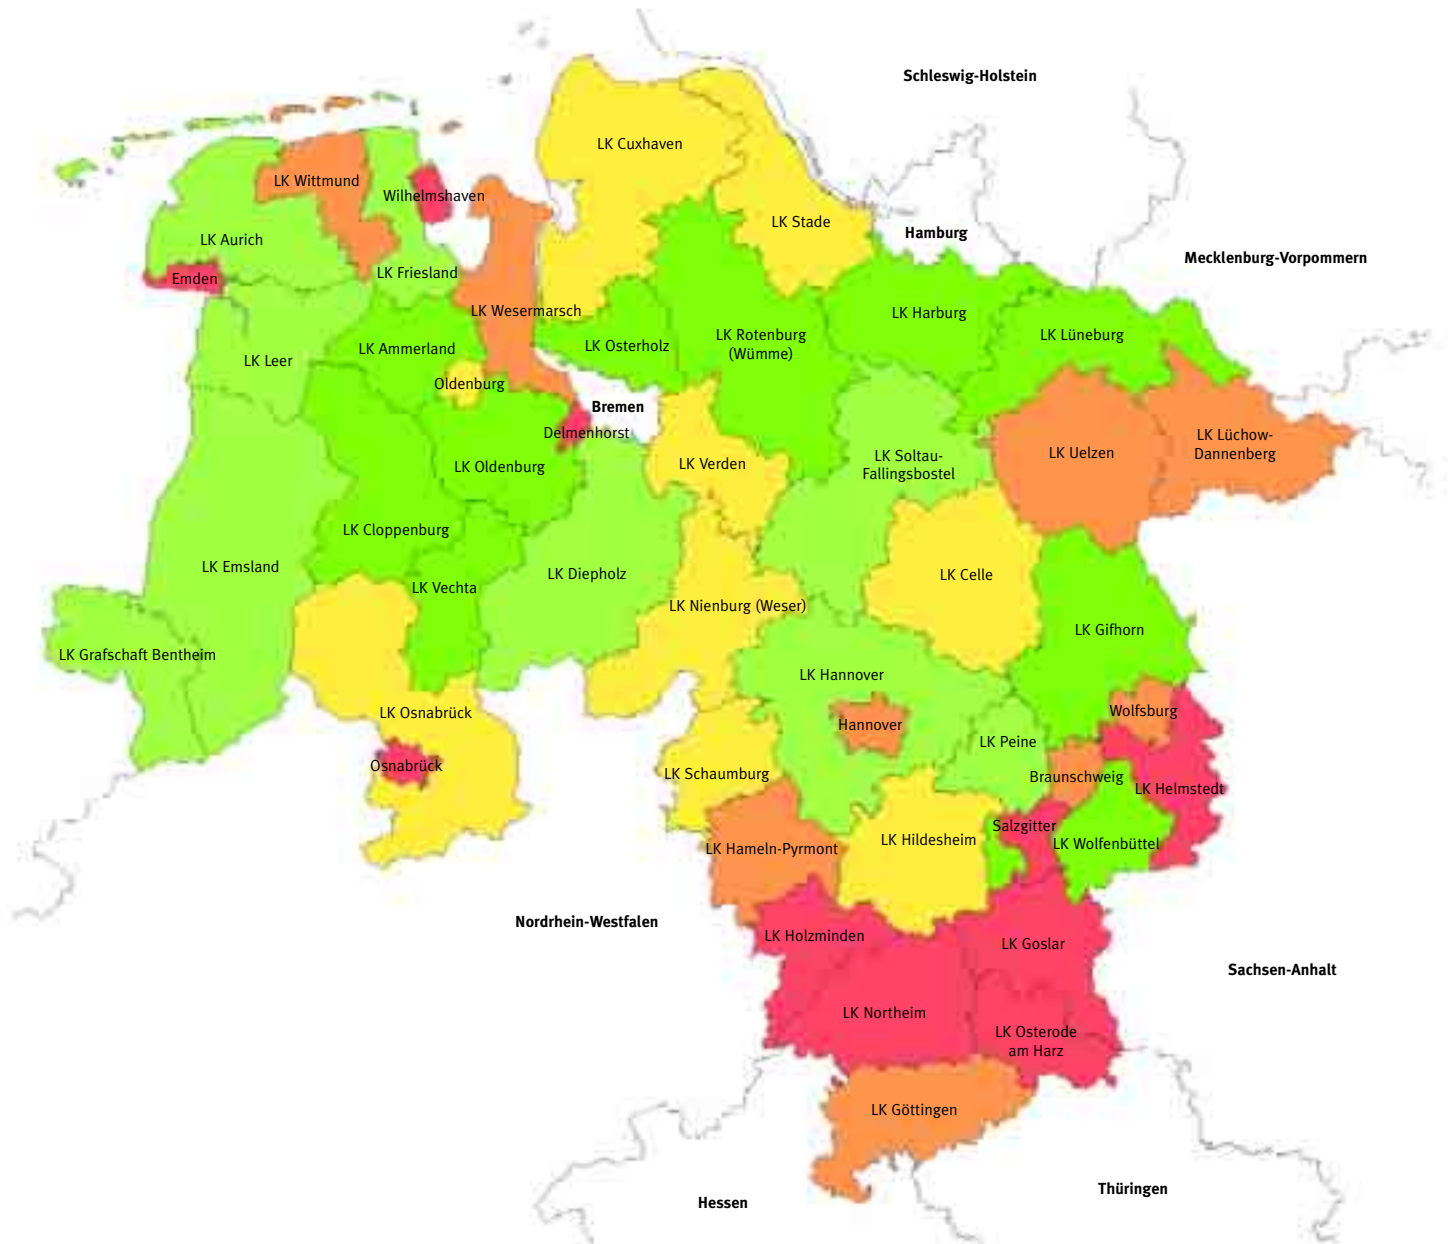 Schleswig-Holstein
LK Cuxhaven
LK Wittmund
Wilhelmshaven
LK Stade
Hamburg
LK Aurich
Mecklenburg-Vorpommern
LK Friesland
Emden
LK Wesermarsch
LK Harburg
LK Rotenburg
(Wümme)
LK Lüneburg
LK Osterholz
LK Ammerland
LK Leer
Oldenburg
Bremen
Delmenhorst
LK Lüchow-
Dannenberg
LK Uelzen
LK Soltau-
Fallingsbostel
LK Verden
LK Oldenburg
LK Cloppenburg
LK Emsland
LK Diepholz
LK Celle
LK Vechta
LK Nienburg (Weser)
LK Gifhorn
LK Grafschaft Bentheim
LK Hannover
LK Osnabrück
Wolfsburg
Hannover
LK Peine
Osnabrück
LK Schaumburg
Braunschweig
LK Helmstedt
Salzgitter
LK Hildesheim
LK Wolfenbüttel
LK Hameln-Pyrmont
Nordrhein-Westfalen
LK Holzminden
LK Goslar
Sachsen-Anhalt
LK Northeim
LK Osterode
am Harz
LK Göttingen
Thüringen
Hessen